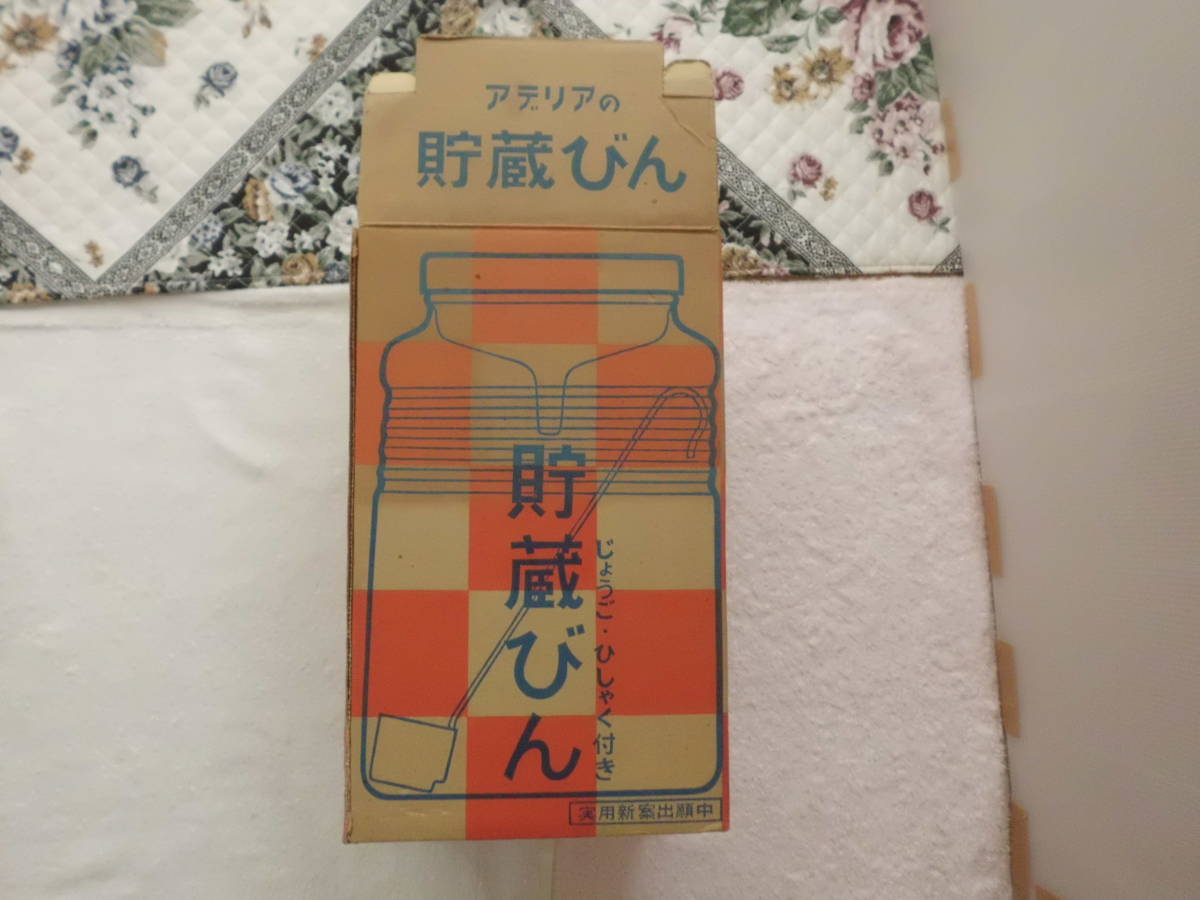 アデリアの
貯蔵びん
貯蔵びん
じょうご・ひしゃく付き
実用新案出願中